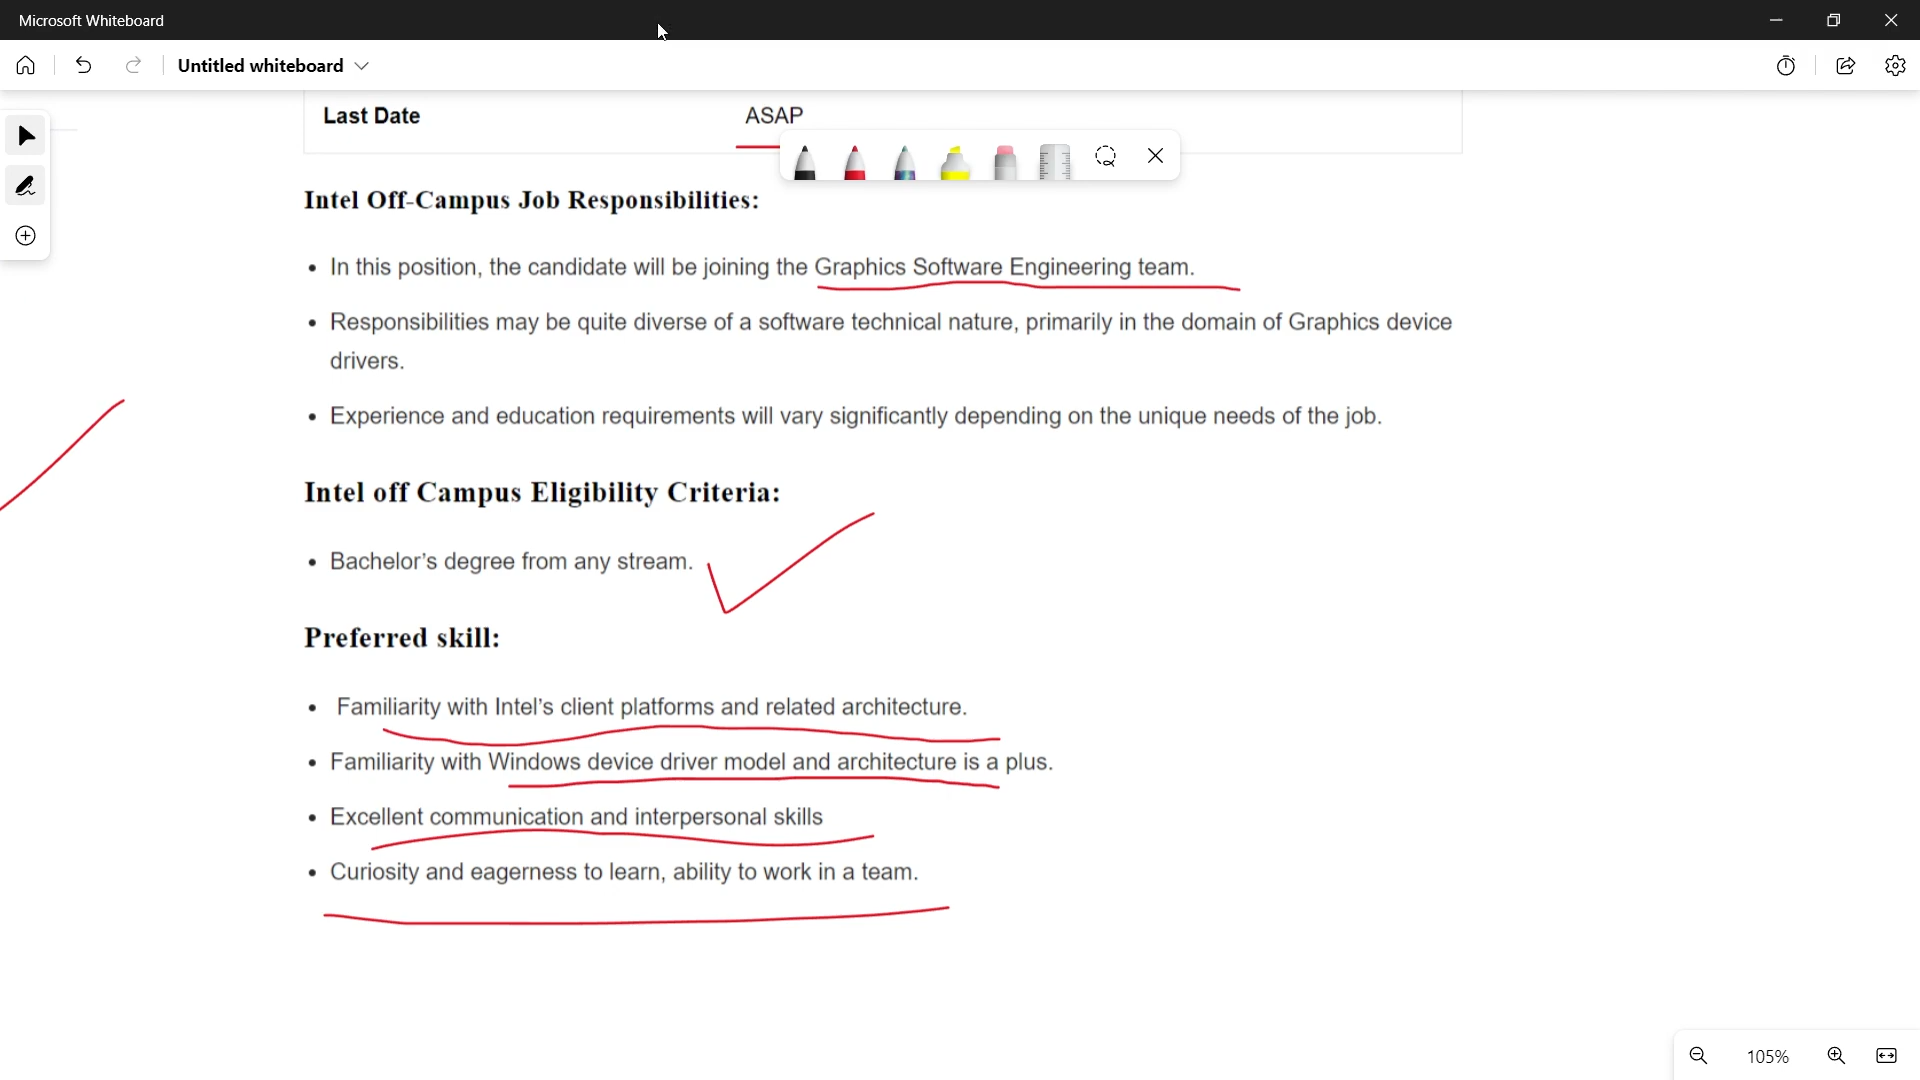 Microsoft Whiteboard
Untitled whiteboard
Last Date ASAP
Intel Off-Campus Job Responsibilities:
• In this position, the candidate will be joining the Graphics Software Engineering team.
• Responsibilities may be quite diverse of a software technical nature, primarily in the domain of Graphics device
drivers.
• Experience and education requirements will vary significantly depending on the unique needs of the job.
Intel off Campus Eligibility Criteria:
• Bachelor’s degree from any stream.
Preferred skill:
• Familiarity with Intel’s client platforms and related architecture.
• Familiarity with Windows device driver model and architecture is a plus.
• Excellent communication and interpersonal skills
• Curiosity and eagerness to learn, ability to work in a team.
105%